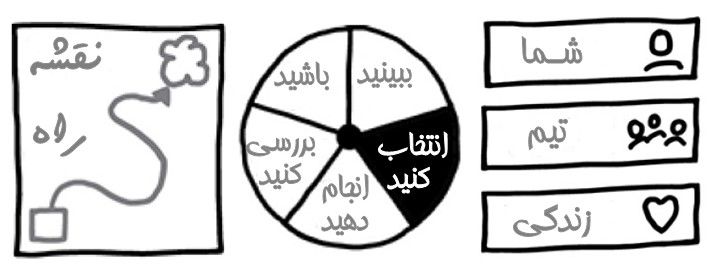 نقشه
راه
ببینید
باشید
انتخاب
کنید
بررسی
کنید
انجام
دهید
شما
تیم
زندگی